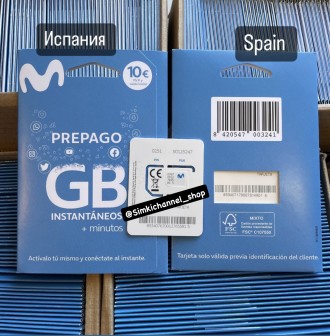 Испания
Spain
10€
PREPAGO
GB
INSTANTÁNEOS
+ minutos
Actívalo tú mismo y conéctate al instante.
@Simkichannel_shop
8 420547 003241
MIXTO
FSC
Tarjeta solo válida previa identificación del cliente.